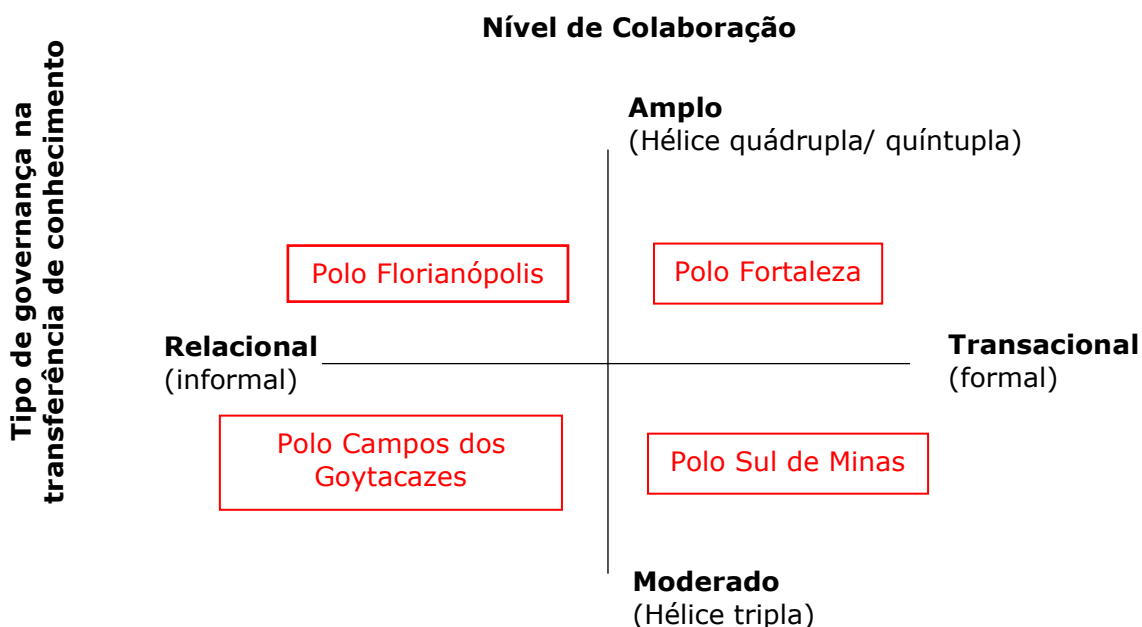 Nível de Colaboração
Tipo de governança na
transferência de conhecimento
Amplo
(Hélice quádrupla/ quíntupla)
Polo Florianópolis
Polo Fortaleza
Relacional
(informal)
Transacional
(formal)
Polo Campos dos
Goytacazes
Polo Sul de Minas
Moderado
(Hélice tripla)